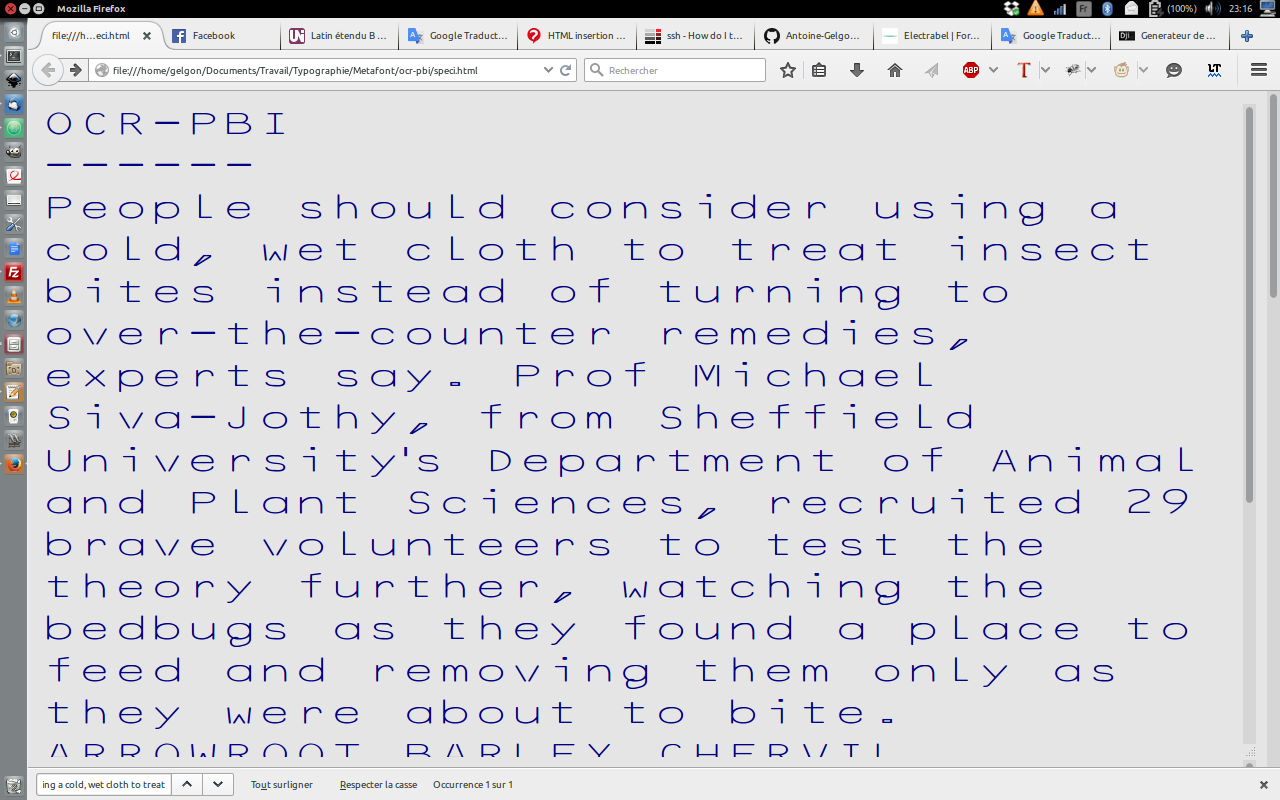 Mozilla Firefox
Fr
(100%)
23:16
file:///h...eci.html
Facebook
Latin étendu B ...
Google Traduct...
HTML insertion ...
ssh - How do I t...
Antoine-Gelgo...
Electrabel | For...
Google Traduct...
Generateur de ...
file:///home/gelgon/Documents/Travail/Typographie/Metafont/ocr-pbi/speci.html
Rechercher
ABP
T
LT
OCR-PBI
------
People should consider using a
cold, wet cloth to treat insect
bites instead of turning to
over-the-counter remedies,
experts say. Prof Michael
Siva-Jothy, from Sheffield
University's Department of Animal
and Plant Sciences, recruited 29
brave volunteers to test the
theory further, watching the
bedbugs as they found a place to
feed and removing them only as
they were about to bite.
ARROWROOT BARLEY CHERVIL
ing a cold, wet cloth to treat
Tout surligner
Respecter la casse
Occurrence 1 sur 1